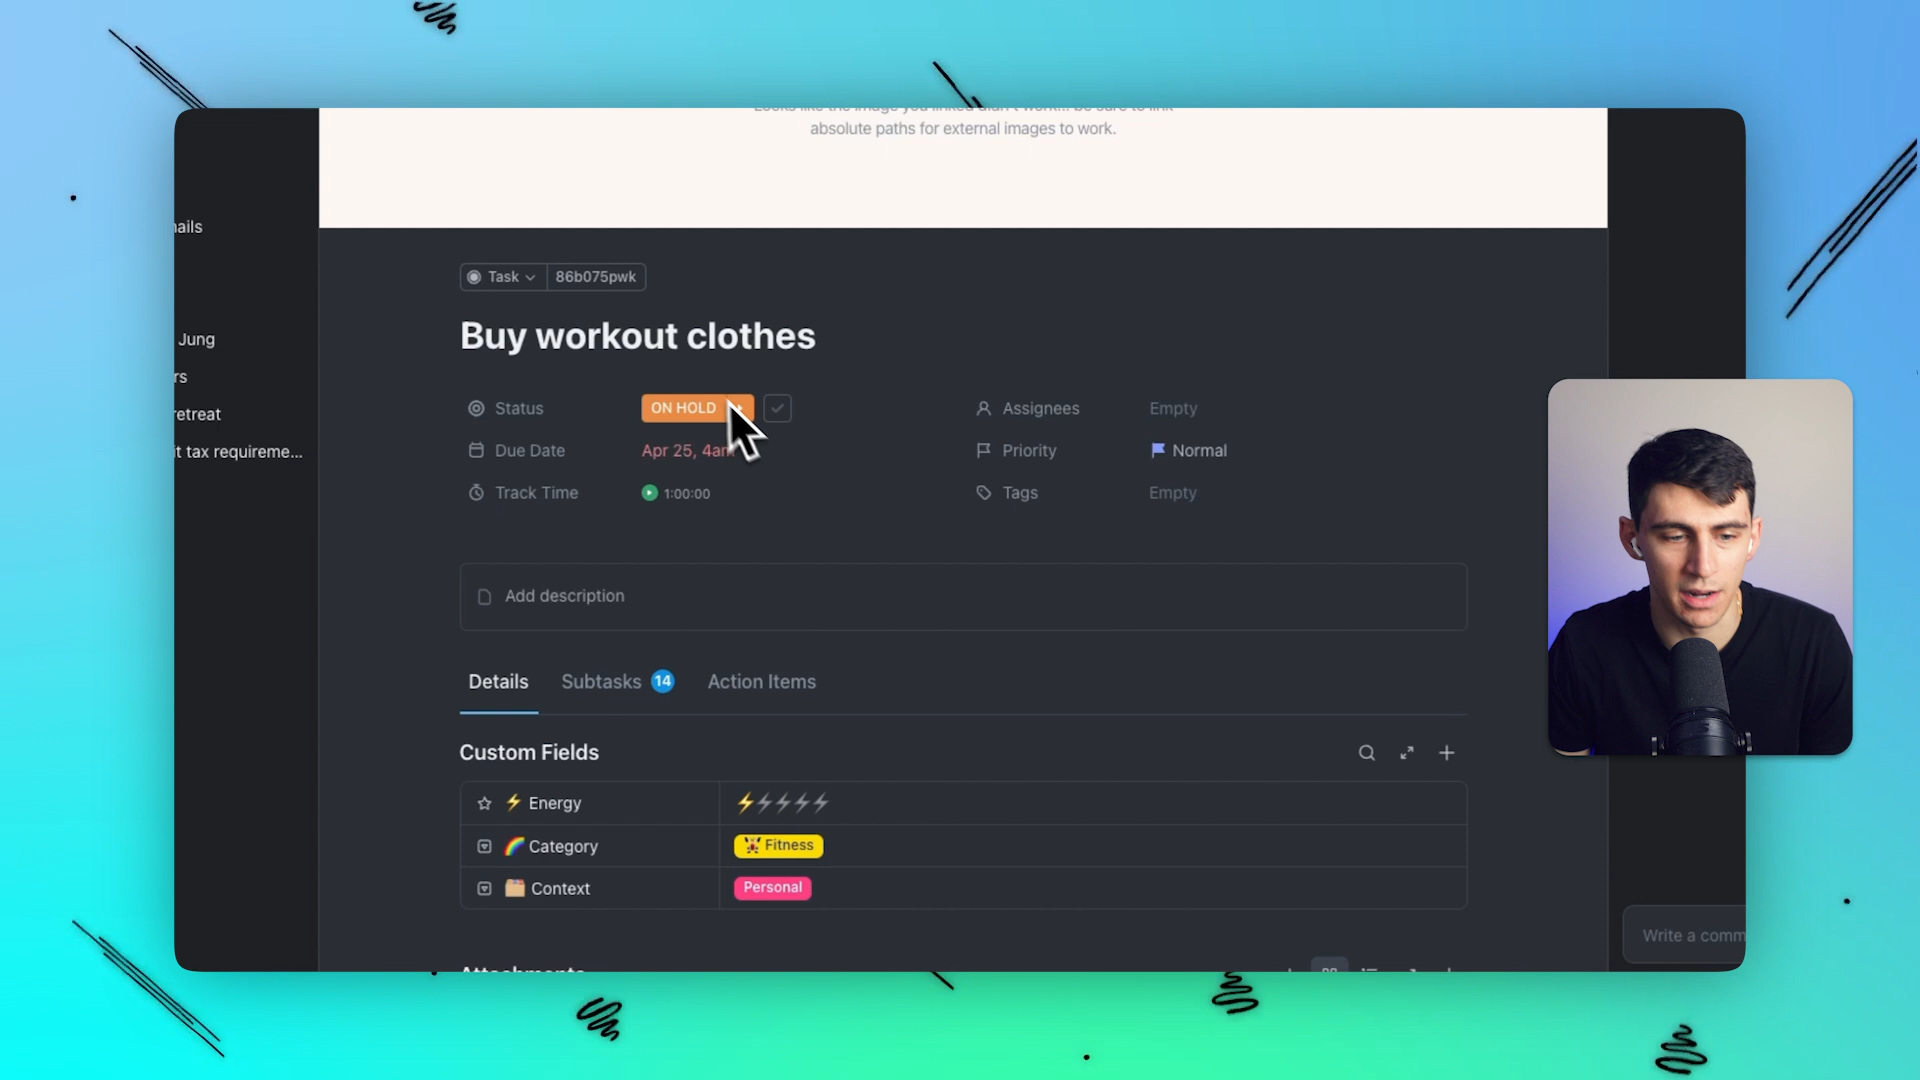 absolute paths for external images to work.
Task
86b075pwk
Buy workout clothes
Status
ON HOLD
Assignees
Empty
Due Date
Apr 25, 4am
Priority
Normal
Track Time
1:00:00
Tags
Empty
Add description
Details
Subtasks 14
Action Items
Custom Fields
Energy
Category
Fitness
Context
Personal
Jung
retreat
it tax requireme...
Write a comm